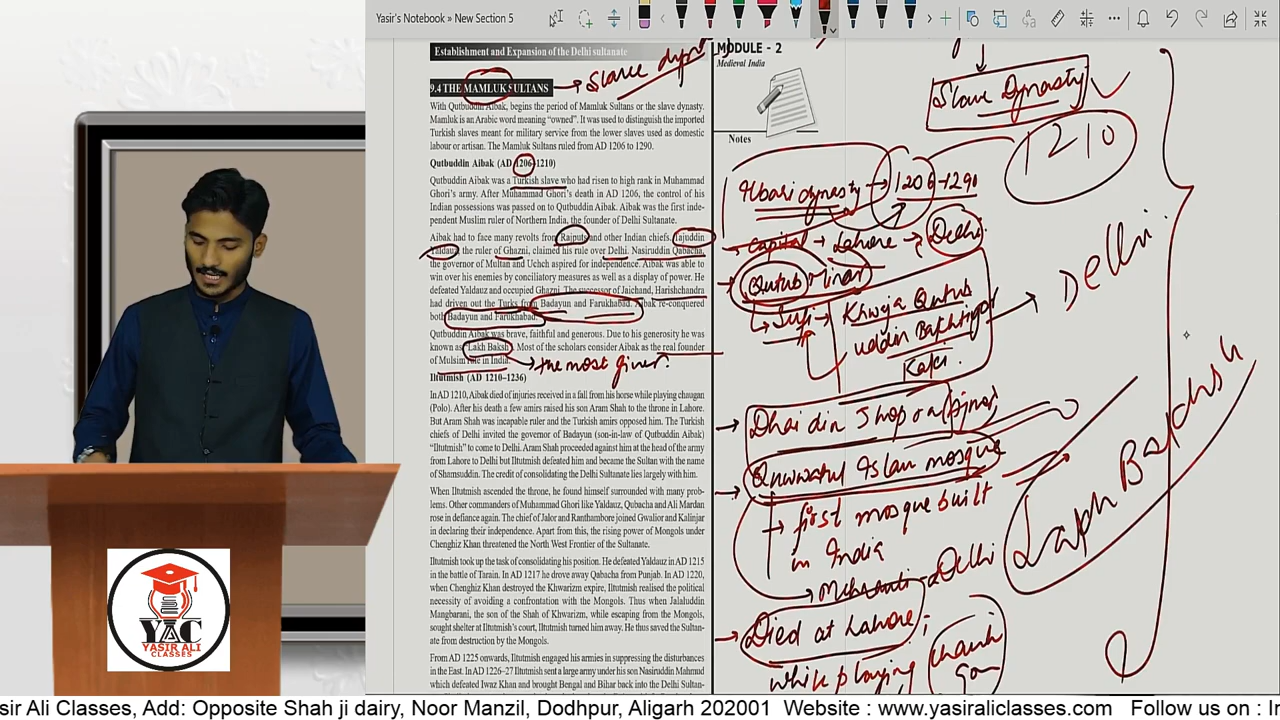 Yasir's Notebook » New Section 5
Establishment and Expansion of the Delhi sultanate
MODULE - 2
Medieval India
Notes
9.4 THE MAMLUK SULTANS
With Qutbuddin Aibak, begins the period of Mamluk Sultans or the slave dynasty.
Mamluk is an Arabic word meaning “owned”. It was used to distinguish the imported
Turkish slaves meant for military service from the lower slaves used as domestic
labour or artisan. The Mamluk Sultans ruled from AD 1206 to 1290.
Qutbuddin Aibak (AD 1206-1210)
Qutbuddin Aibak was a Turkish slave who had risen to high rank in Muhammad
Ghori’s army. After Muhammad Ghori’s death in AD 1206, the control of his
Indian possessions was passed on to Qutbuddin Aibak. Aibak was the first inde-
pendent Muslim ruler of Northern India, the founder of Delhi Sultanate.
Aibak had to face many revolts from Rajputs and other Indian chiefs. Tajuddin
Yaldauz, the ruler of Ghazni, claimed his rule over Delhi. Nasiruddin Qabacha,
the governor of Multan and Uchch aspired for independence. Aibak was able to
win over his enemies by conciliatory measures as well as a display of power. He
defeated Yaldauz and occupied Ghazni. The successor of Jaichand, Harishchandra
had driven out the Turks from Badayun and Farukhabad. Aibak re-conquered
both Badayun and Farukhabad.
Qutbuddin Aibak was brave, faithful and generous. Due to his generosity he was
known as “Lakh Baksh”. Most of the scholars consider Aibak as the real founder
of Mulsim rule in India.
Iltutmish (AD 1210-1236)
In AD 1210, Aibak died of injuries received in a fall from his horse while playing chaugan
(Polo). After his death a few amirs raised his son Aram Shah to the throne in Lahore.
But Aram Shah was incapable ruler and the Turkish amirs opposed him. The Turkish
chiefs of Delhi invited the governor of Badayun (son-in-law of Qutbuddin Aibak)
“Iltutmish” to come to Delhi. Aram Shah proceeded against him at the head of the army
from Lahore to Delhi but Iltutmish defeated him and became the Sultan with the name
of Shamsuddin. The credit of consolidating the Delhi Sultanate lies largely with him.
When Iltutmish ascended the throne, he found himself surrounded with many prob-
lems. Other commanders of Muhammad Ghori like Yaldauz, Qubacha and Ali Mardan
rose in defiance again. The chief of Jalor and Ranthambore joined Gwalior and Kalinjar
in declaring their independence. Apart from this, the rising power of Mongols under
Chenghiz Khan threatened the North West Frontier of the Sultanate.
Iltutmish took up the task of consolidating his position. He defeated Yaldauz in AD 1215
in the battle of Tarain. In AD 1217 he drove away Qabacha from Punjab. In AD 1220,
when Chenghiz Khan destroyed the Khwarizm expire, Iltutmish realised the political
necessity of avoiding a confrontation with the Mongols. Thus when Jalaluddin
Mangbarani, the son of the Shah of Khwarizm, while escaping from the Mongols,
sought shelter at Iltutmish’s court, Iltutmish turned him away. He thus saved the Sultan-
ate from destruction by the Mongols.
From AD 1225 onwards, Iltutmish engaged his armies in suppressing the disturbances
in the East. In AD 1226-27 Iltutmish sent a large army under his son Nasiruddin Mahmud
which defeated Iwaz Khan and brought Bengal and Bihar back into the Delhi Sultan-
the most giver.
Slave Dynasty
1210
Ilbari dynasty → 1206-1290
Capital → Lahore → Delhi
Qutub Minar
Sufi → Khwja Qutub
uddin Bakhtiyar
Kaki
Delhi
Dhai din Jhopra Ajmer
Quwwatul Islam mosque
→ first mosque built
in India
Mehrauli - Delhi
Lakh Bakhsh
Died at Lahore ;
while playing
YAC
YASIR ALI
CLASSES
sir Ali Classes, Add: Opposite Shah ji dairy, Noor Manzil, Dodhpur, Aligarh 202001 Website : www.yasiraliclasses.com Follow us on : In